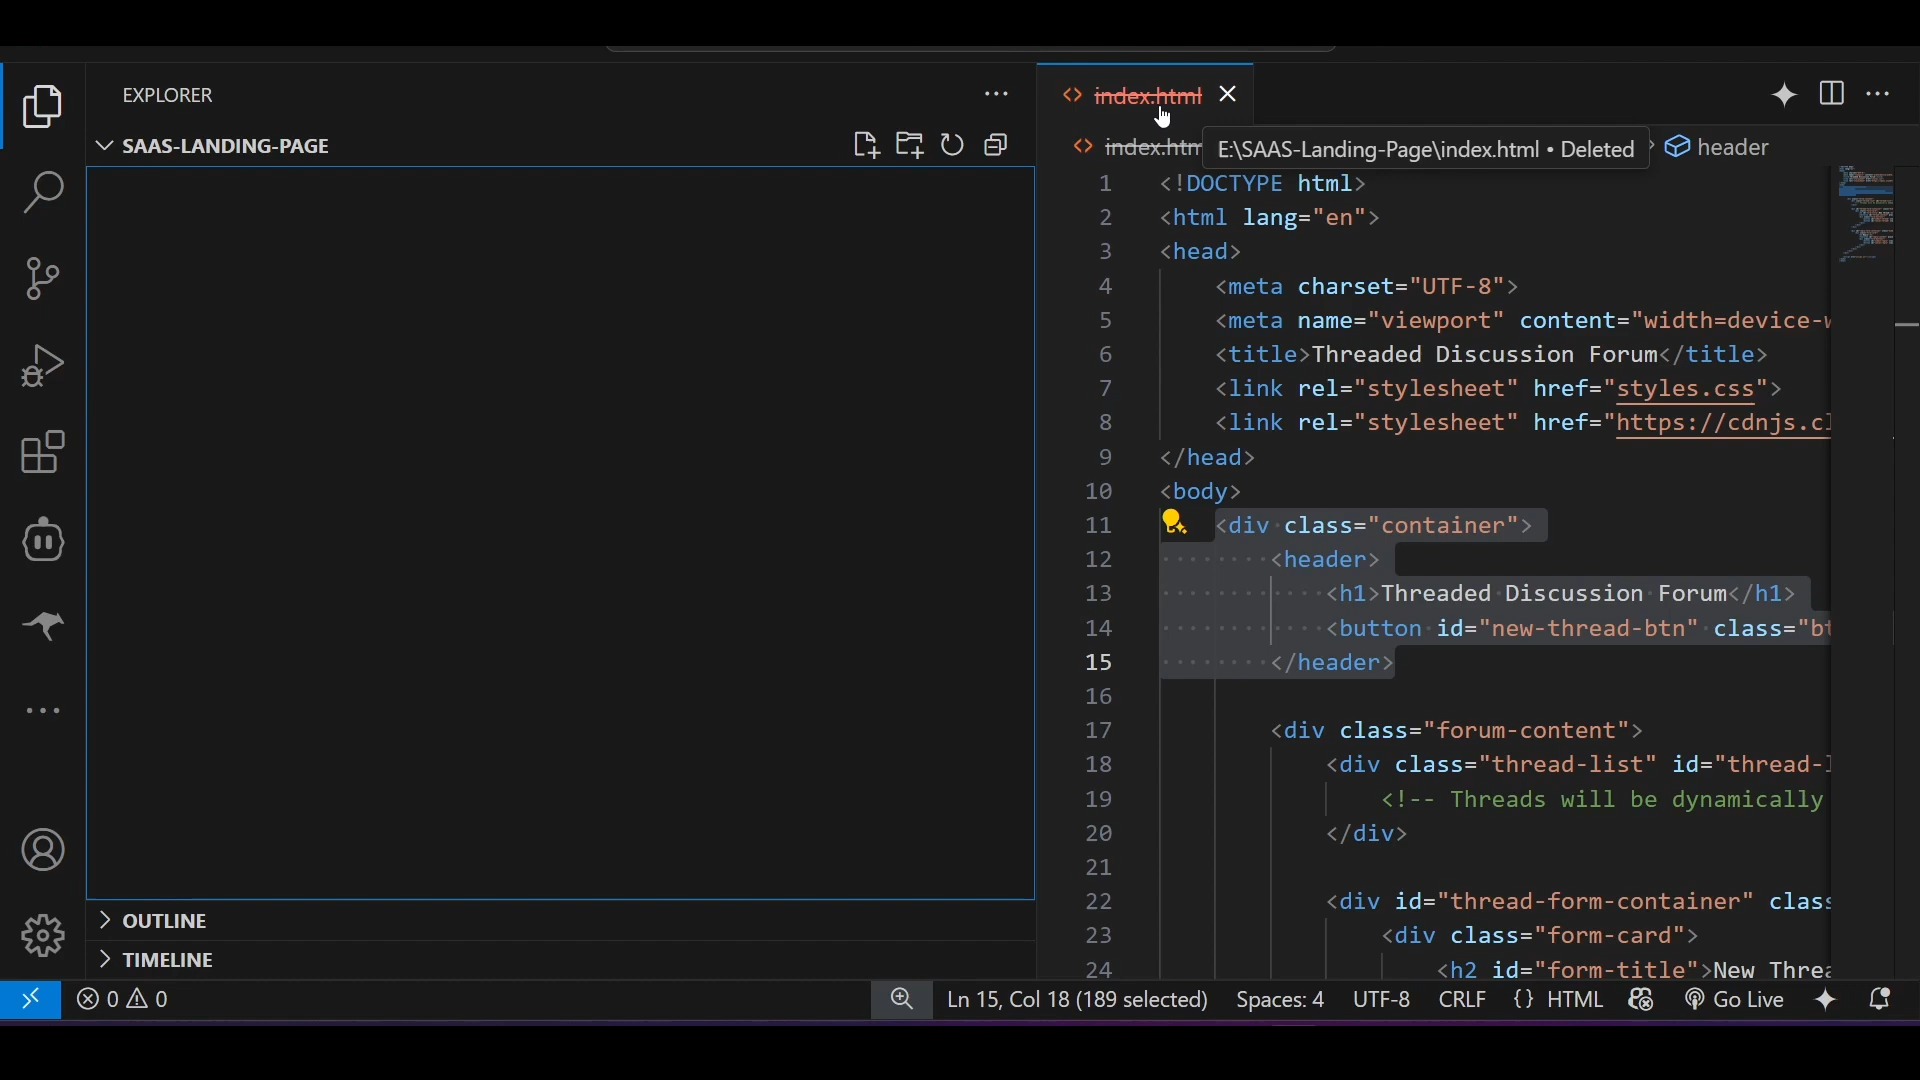 EXPLORER
SAAS-LANDING-PAGE
index.html
index.htm
E:\SAAS-Landing-Page\index.html • Deleted
header
1 <!DOCTYPE html>
2 <html lang="en">
3 <head>
4 <meta charset="UTF-8">
5 <meta name="viewport" content="width=device-w
6 <title>Threaded Discussion Forum</title>
7 <link rel="stylesheet" href="styles.css">
8 <link rel="stylesheet" href="https://cdnjs.cl
9 </head>
10 <body>
11 <div class="container">
12 <header>
13 <h1>Threaded Discussion Forum</h1>
14 <button id="new-thread-btn" class="bt
15 </header>
16
17 <div class="forum-content">
18 <div class="thread-list" id="thread-l
19 <!-- Threads will be dynamically
20 </div>
21
22 <div id="thread-form-container" class
23 <div class="form-card">
24 <h2 id="form-title">New Threa
OUTLINE
TIMELINE
0 0 Ln 15, Col 18 (189 selected) Spaces: 4 UTF-8 CRLF {} HTML Go Live